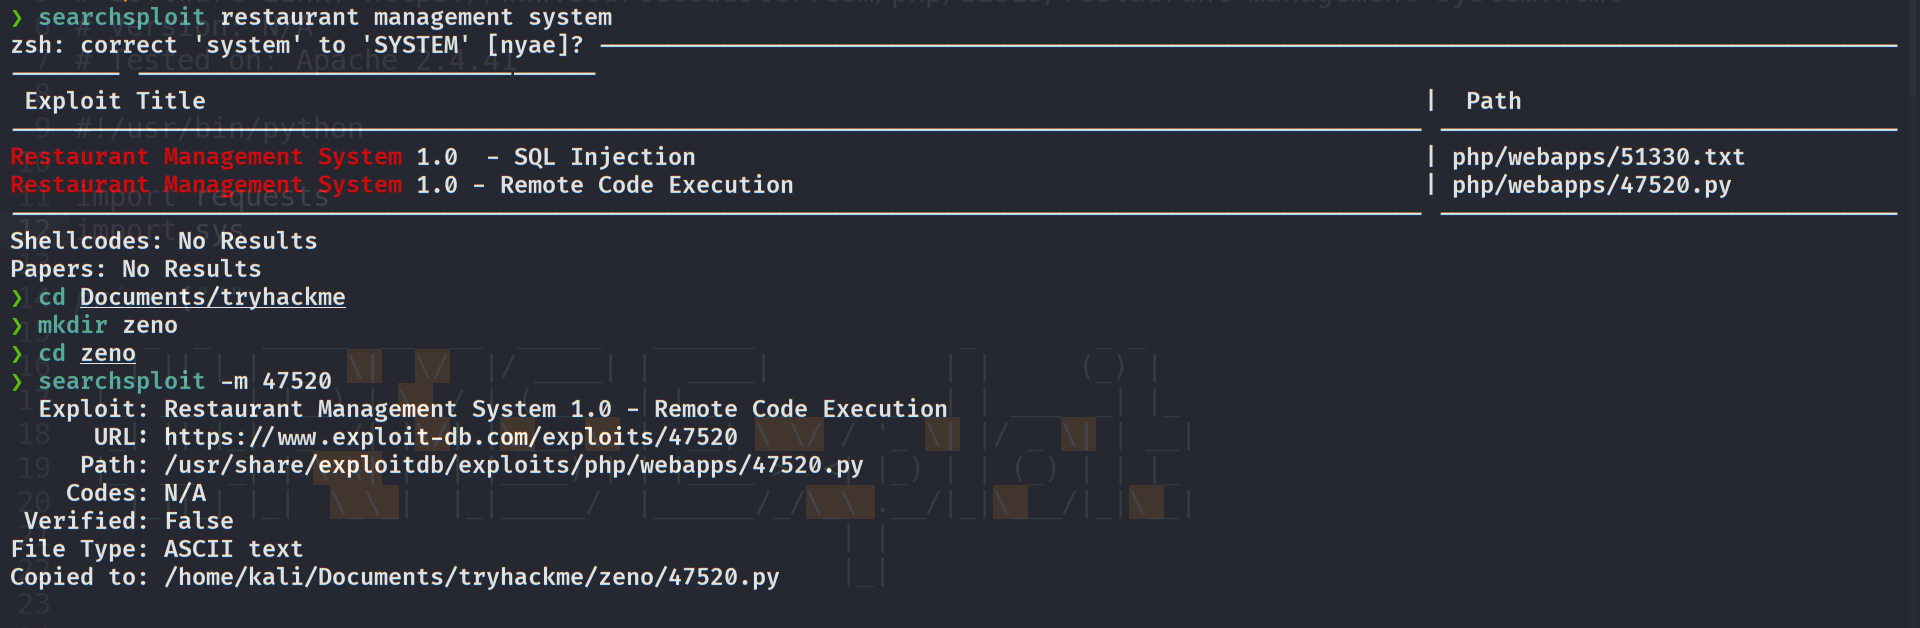 ❯ searchsploit restaurant management system
zsh: correct 'system' to 'SYSTEM' [nyae]?
Exploit Title | Path
Restaurant Management System 1.0  - SQL Injection | php/webapps/51330.txt
Restaurant Management System 1.0 - Remote Code Execution | php/webapps/47520.py
Shellcodes: No Results
Papers: No Results
❯ cd Documents/tryhackme
❯ mkdir zeno
❯ cd zeno
❯ searchsploit -m 47520
Exploit: Restaurant Management System 1.0 - Remote Code Execution
URL: https://www.exploit-db.com/exploits/47520
Path: /usr/share/exploitdb/exploits/php/webapps/47520.py
Codes: N/A
Verified: False
File Type: ASCII text
Copied to: /home/kali/Documents/tryhackme/zeno/47520.py